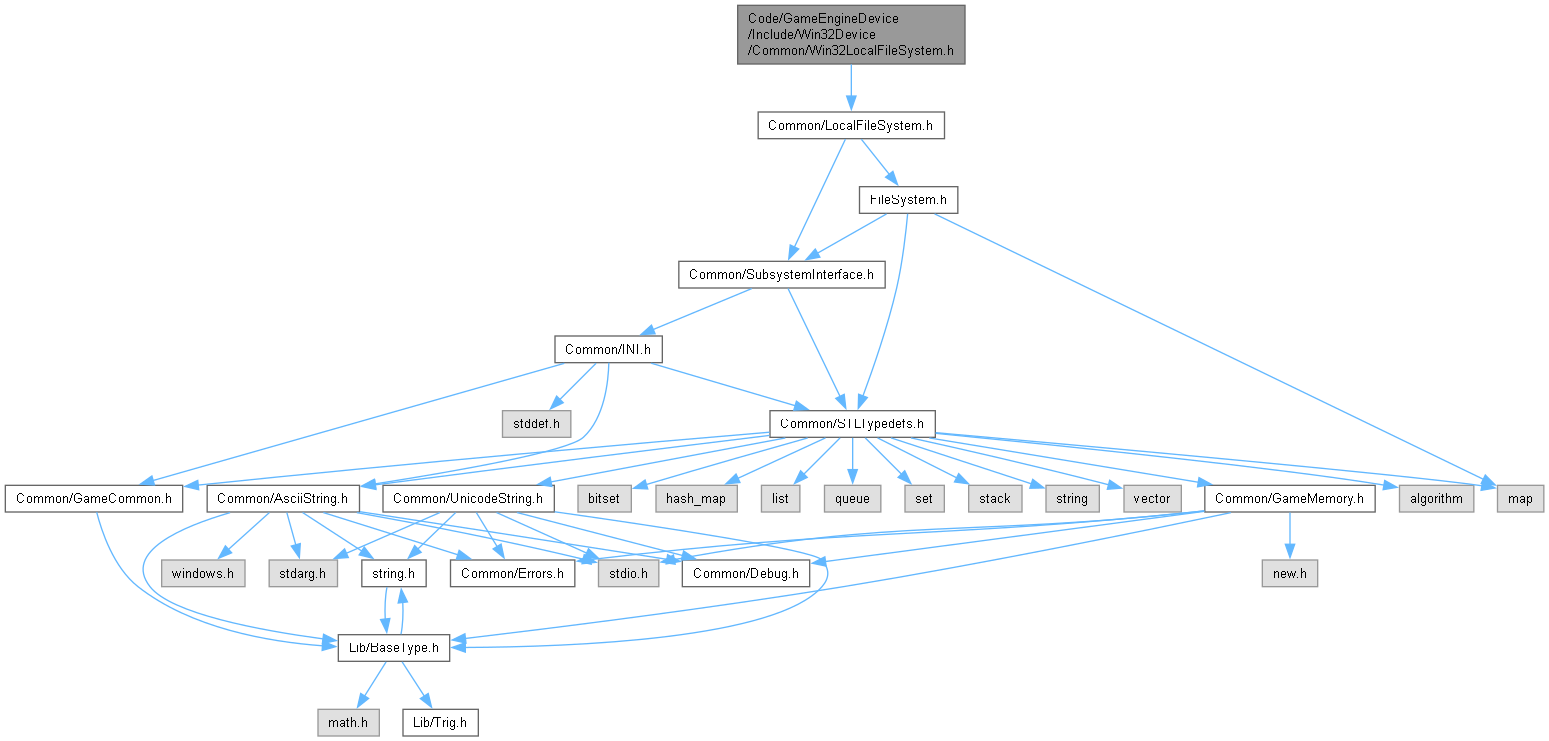 Code/GameEngineDevice
/Include/Win32Device
/Common/Win32LocalFileSystem.h
Common/LocalFileSystem.h
FileSystem.h
Common/SubsystemInterface.h
Common/INI.h
stddef.h
Common/STLTypedefs.h
Common/GameCommon.h
Common/AsciiString.h
Common/UnicodeString.h
bitset
hash_map
list
queue
set
stack
string
vector
Common/GameMemory.h
algorithm
map
windows.h
stdarg.h
string.h
Common/Errors.h
stdio.h
Common/Debug.h
new.h
Lib/BaseType.h
math.h
Lib/Trig.h